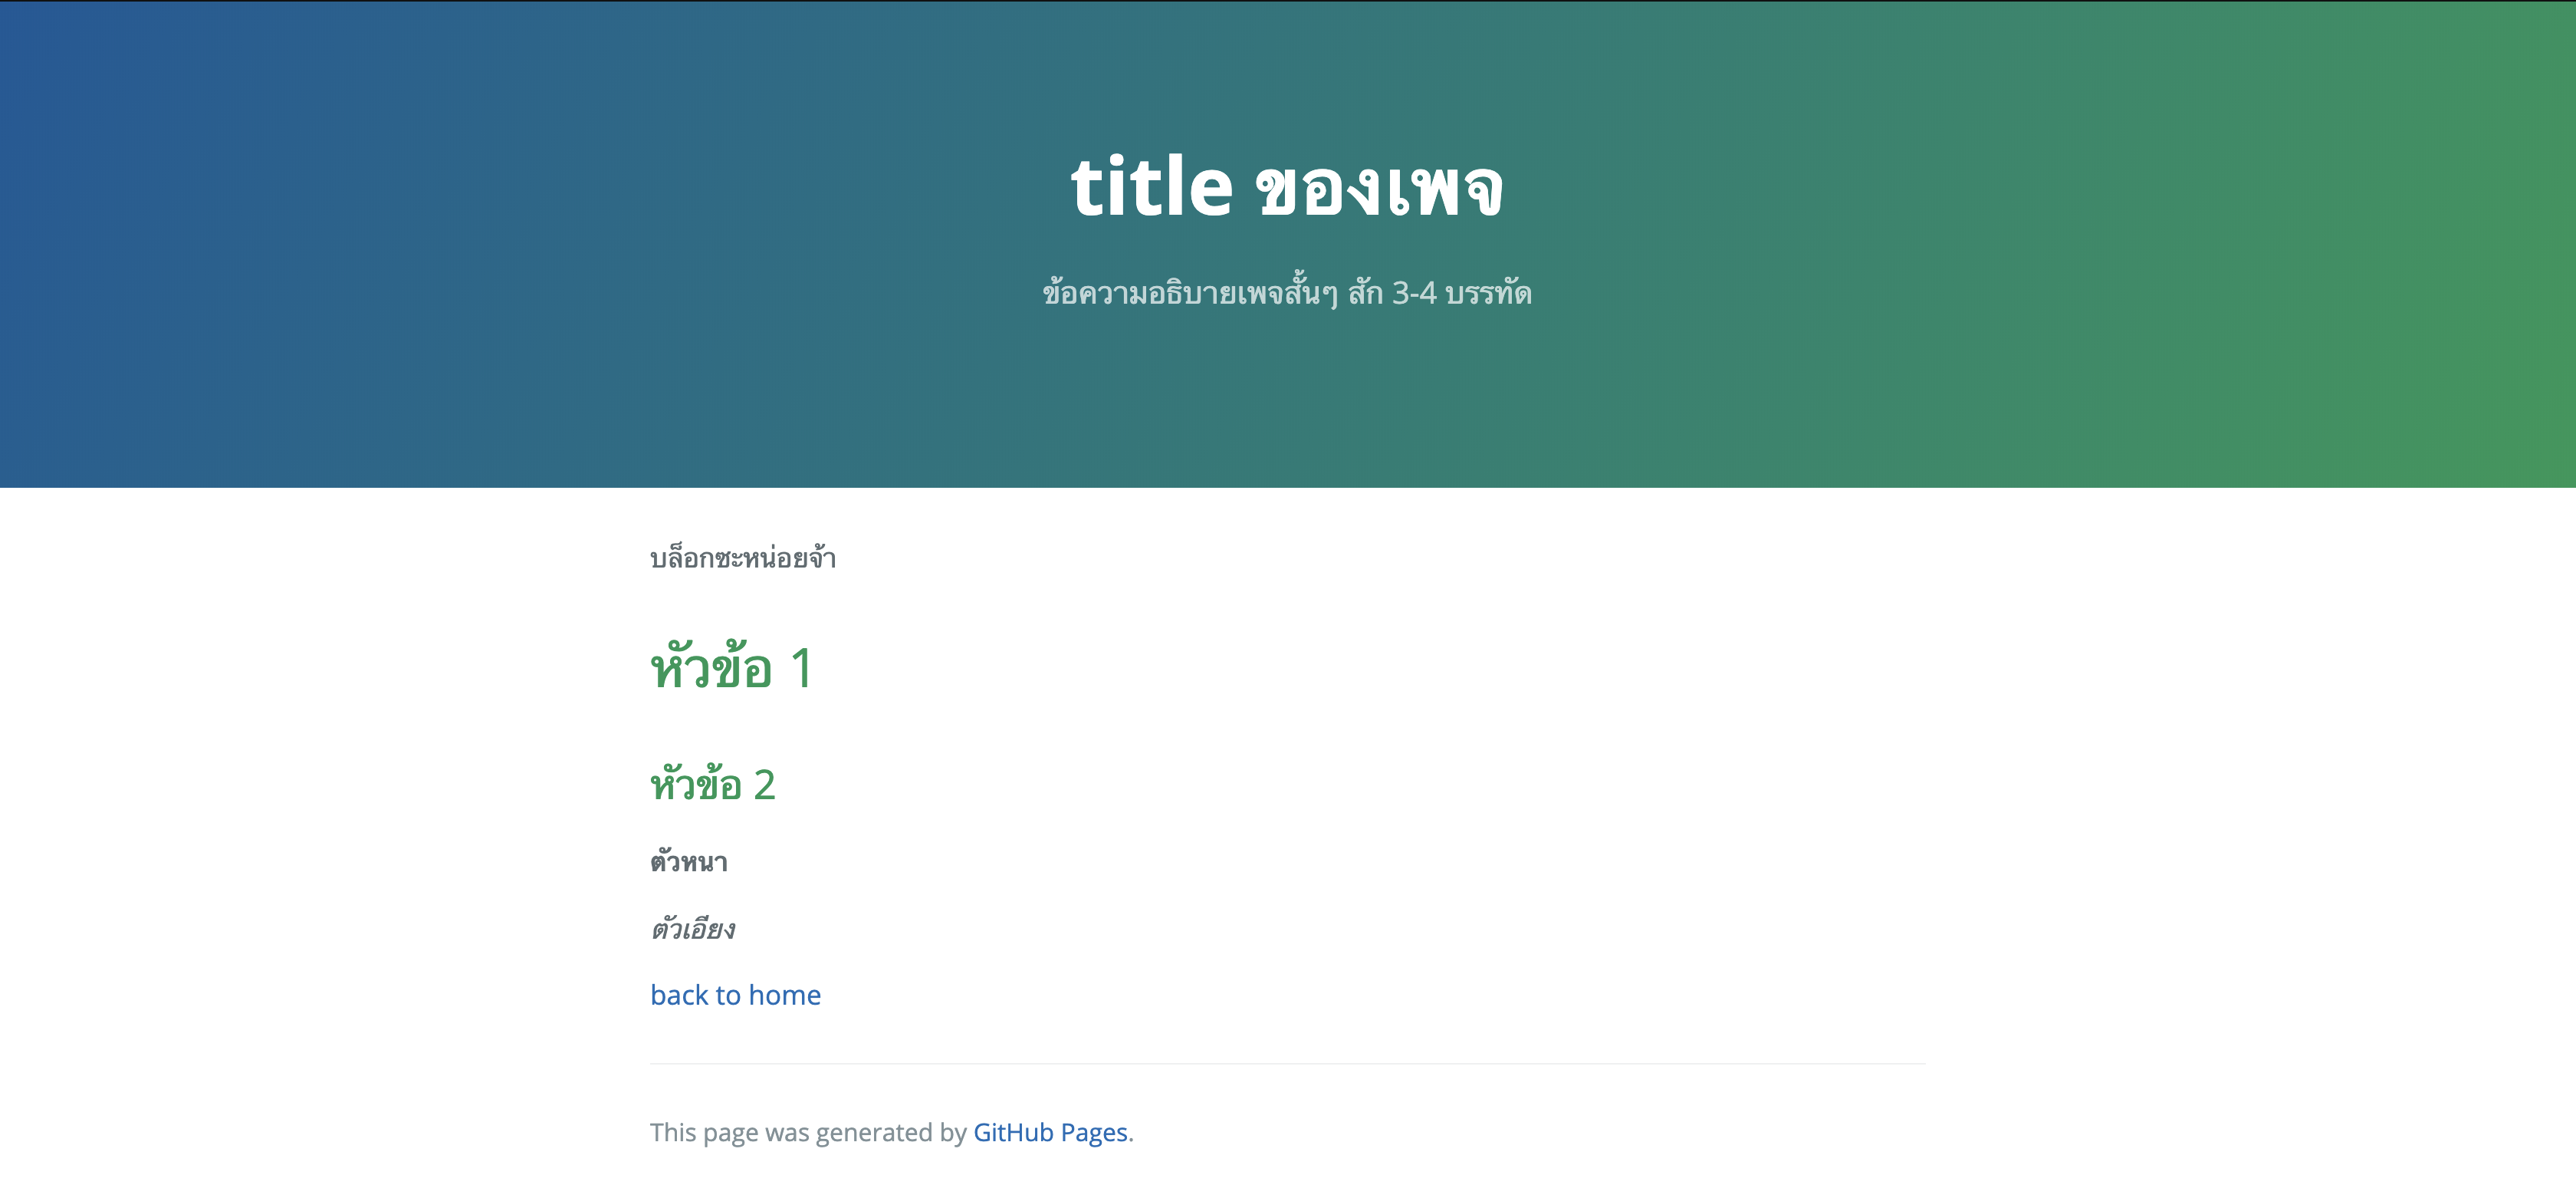 title ของเพจ
ข้อความอธิบายเพจสั้นๆ สัก 3-4 บรรทัด
บล็อกซะหน่อยจ้า
หัวข้อ 1
หัวข้อ 2
ตัวหนา
ตัวเอียง
back to home
This page was generated by GitHub Pages.